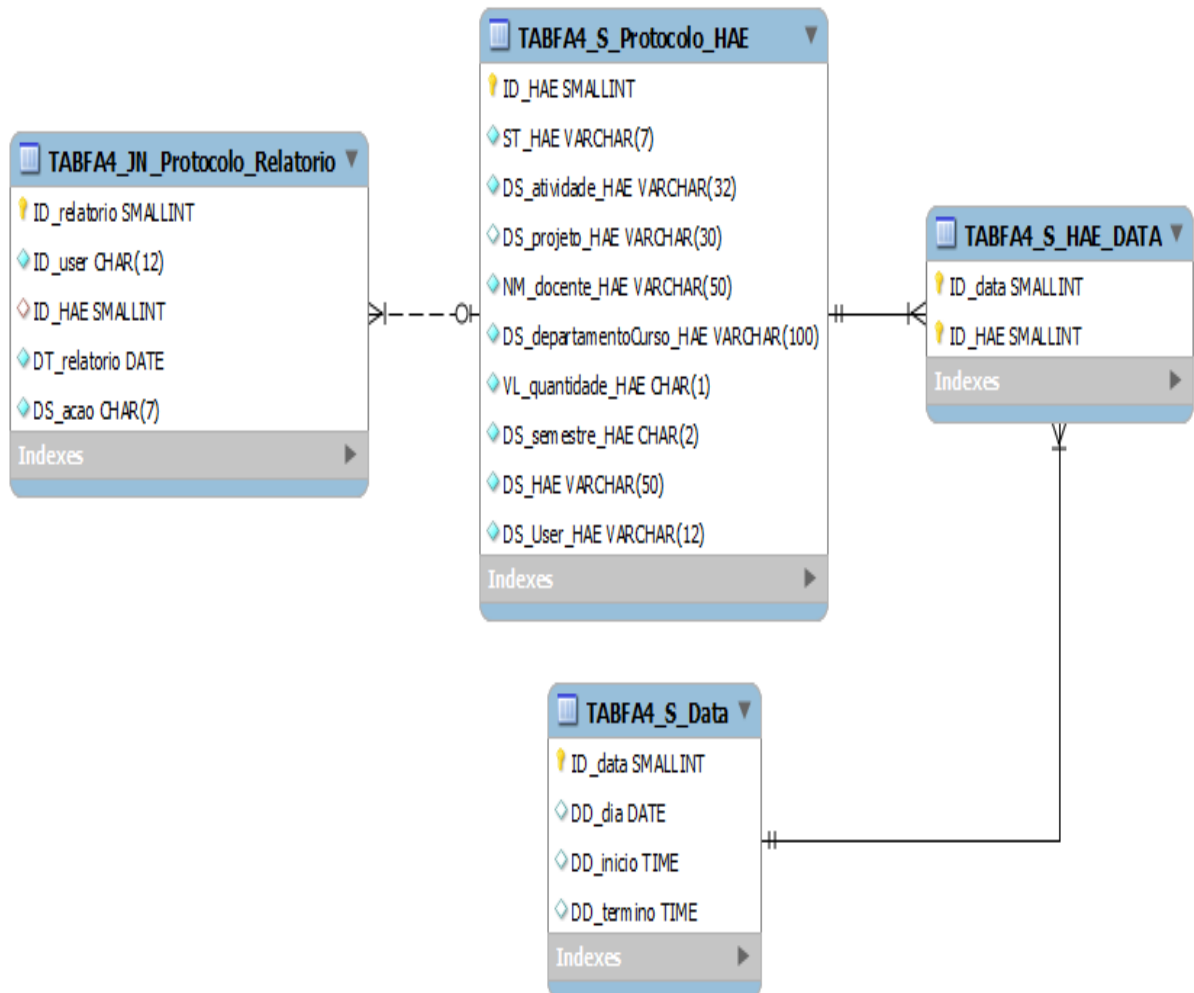 TABFA4_S_Protocolo_HAE
ID_HAE SMALLINT
ST_HAE VARCHAR(7)
DS_atividade_HAE VARCHAR(32)
DS_projeto_HAE VARCHAR(30)
NM_docente_HAE VARCHAR(50)
DS_departamentoCurso_HAE VARCHAR(100)
VL_quantidade_HAE CHAR(1)
DS_semestre_HAE CHAR(2)
DS_HAE VARCHAR(50)
DS_User_HAE VARCHAR(12)
Indexes
TABFA4_JN_Protocolo_Relatorio
ID_relatorio SMALLINT
ID_user CHAR(12)
ID_HAE SMALLINT
DT_relatorio DATE
DS_acao CHAR(7)
Indexes
TABFA4_S_HAE_DATA
ID_data SMALLINT
ID_HAE SMALLINT
Indexes
TABFA4_S_Data
ID_data SMALLINT
DD_dia DATE
DD_inicio TIME
DD_termino TIME
Indexes